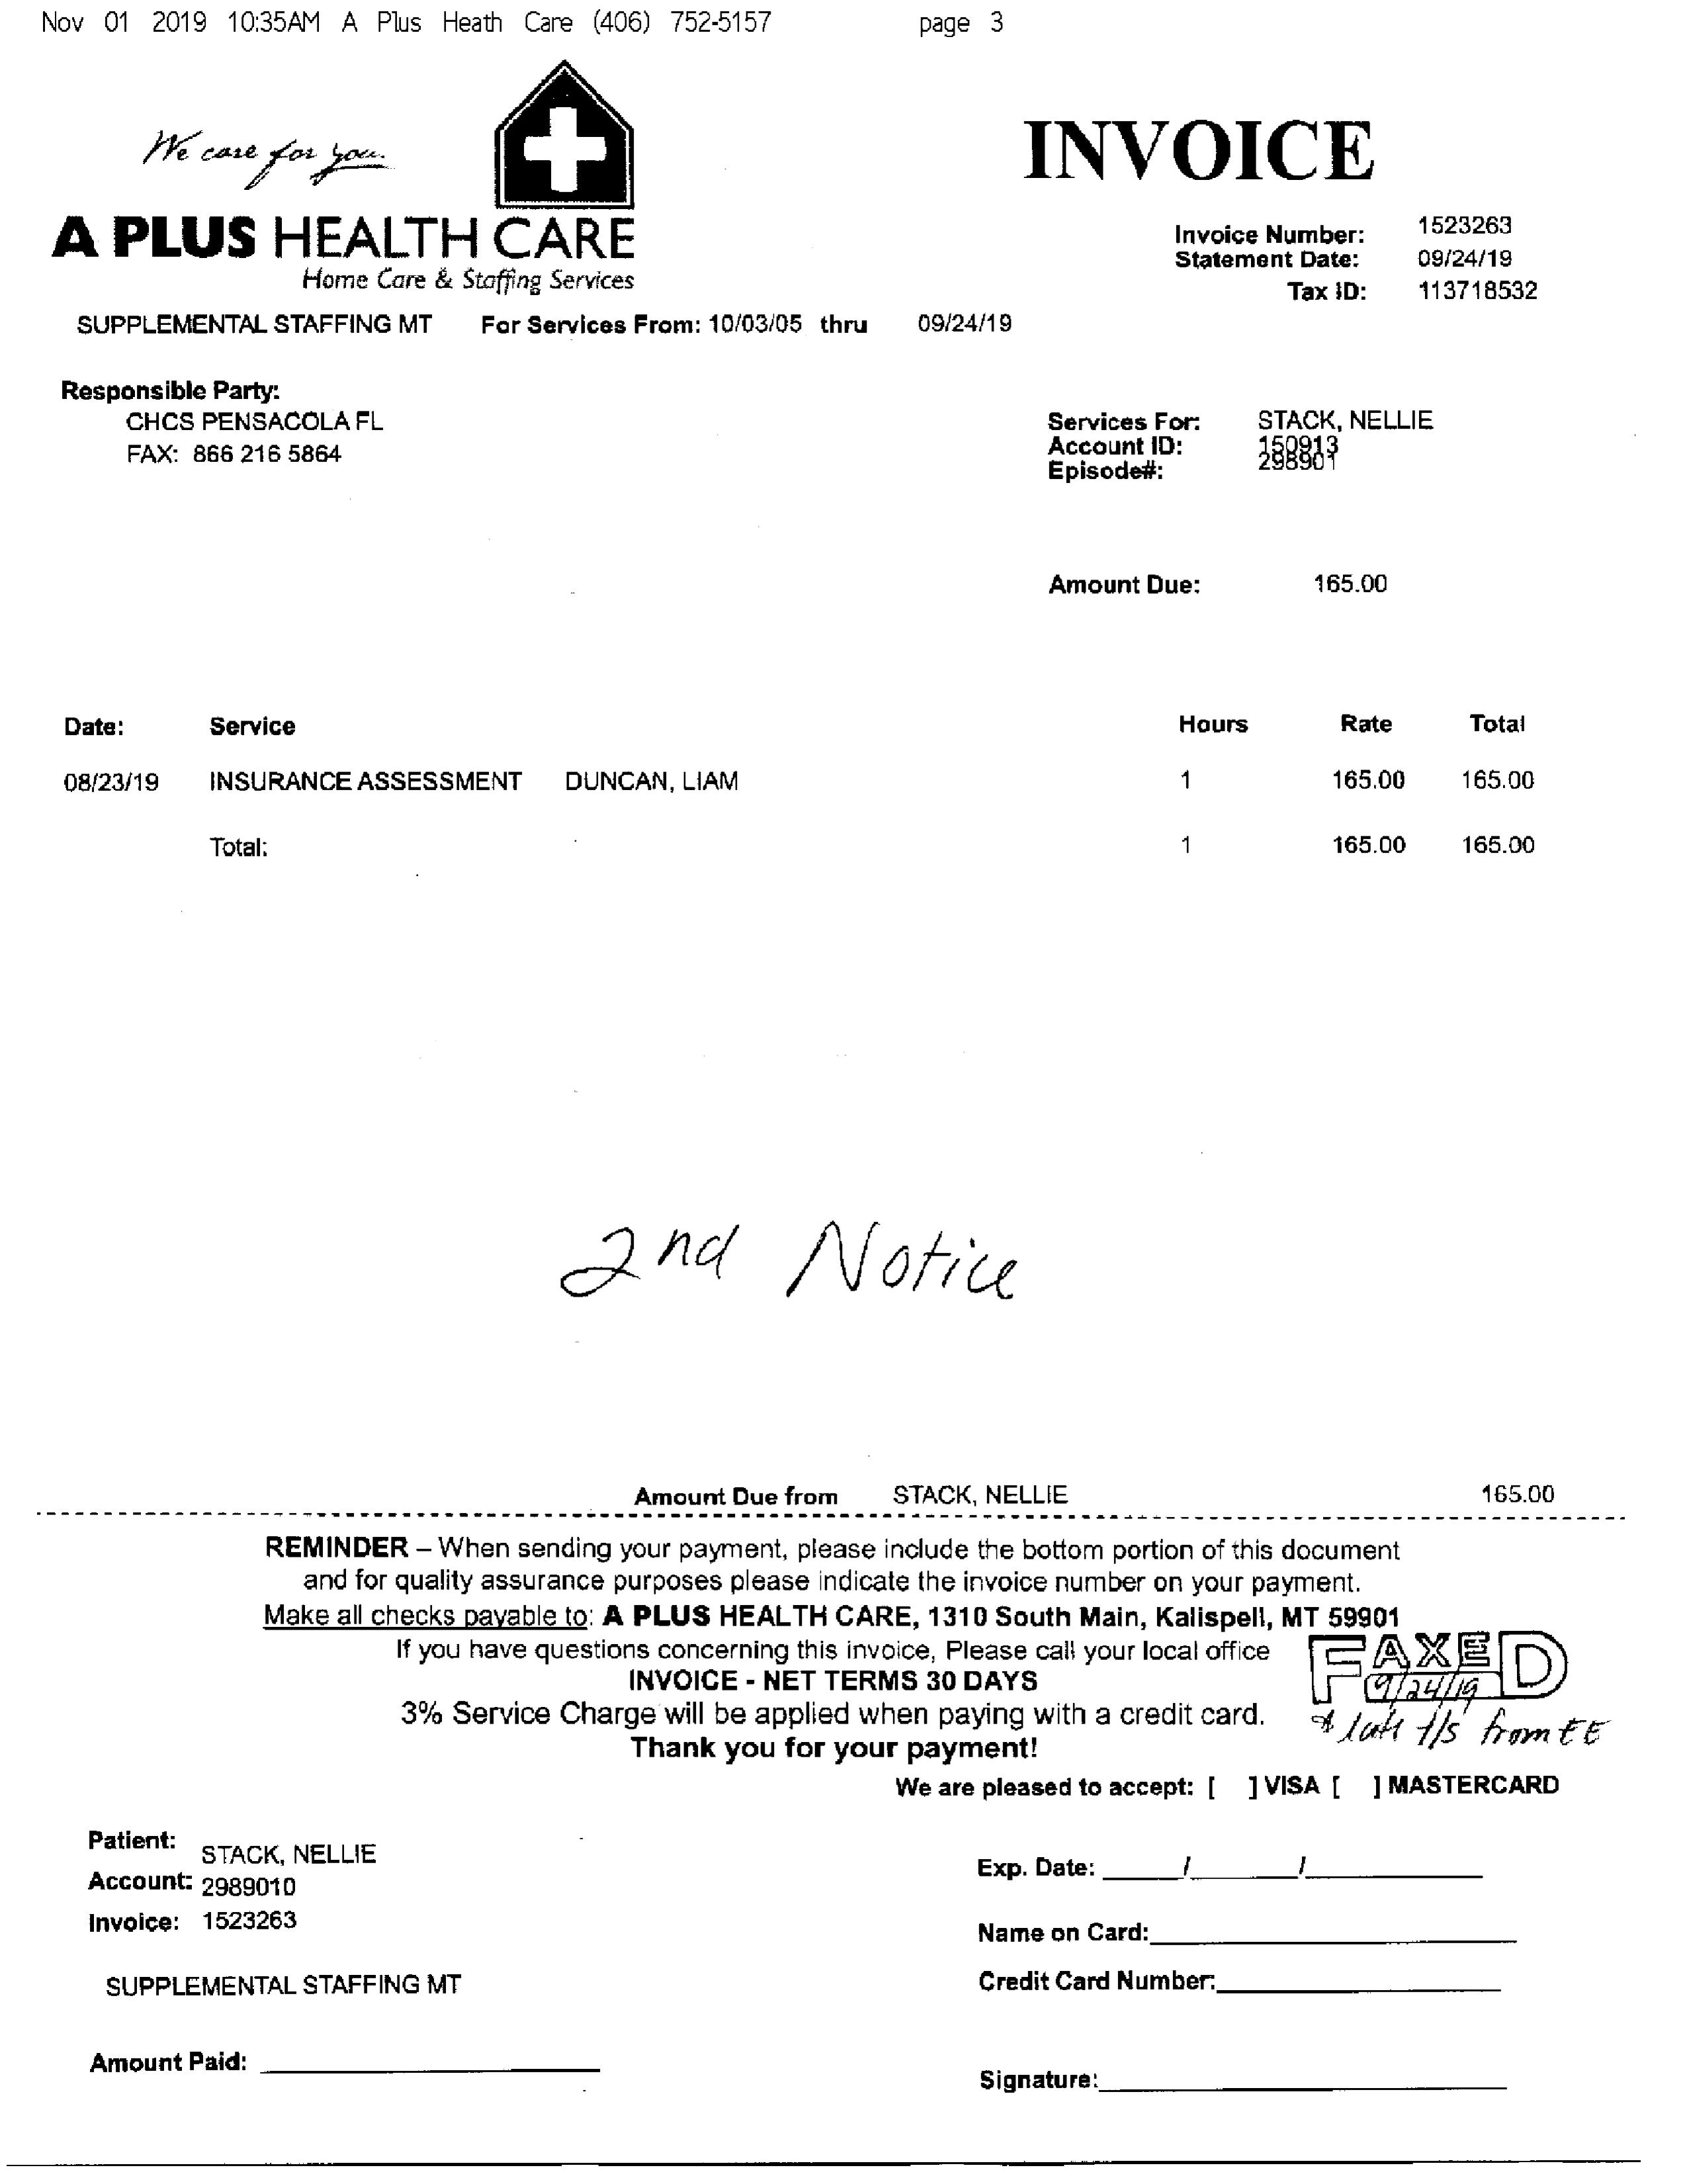 Nov 01 2019 10:35AM A Plus Heath Care (406) 752-5157 page 3
We care for you.
INVOICE
A PLUS HEALTH CARE
Home Care & Staffing Services
Invoice Number: 1523263
Statement Date: 09/24/19
Tax ID: 113718532
SUPPLEMENTAL STAFFING MT For Services From: 10/03/05 thru 09/24/19
Responsible Party:
CHCS PENSACOLA FL
FAX: 866 216 5864
Services For: STACK, NELLIE
Account ID: 150913
Episode#: 298901
Amount Due: 165.00
Date: Service Hours Rate Total
08/23/19 INSURANCE ASSESSMENT DUNCAN, LIAM 1 165.00 165.00
Total: 1 165.00 165.00
2nd Notice
Amount Due from STACK, NELLIE 165.00
REMINDER – When sending your payment, please include the bottom portion of this document
and for quality assurance purposes please indicate the invoice number on your payment.
Make all checks payable to: A PLUS HEALTH CARE, 1310 South Main, Kalispell, MT 59901
If you have questions concerning this invoice, Please call your local office
INVOICE - NET TERMS 30 DAYS
3% Service Charge will be applied when paying with a credit card.
Thank you for your payment!
FAXED
9/24/19
* late t/s from EE
We are pleased to accept: [ ] VISA [ ] MASTERCARD
Patient: STACK, NELLIE
Account: 2989010
Invoice: 1523263
SUPPLEMENTAL STAFFING MT
Amount Paid:
Exp. Date: / /
Name on Card:
Credit Card Number:
Signature: